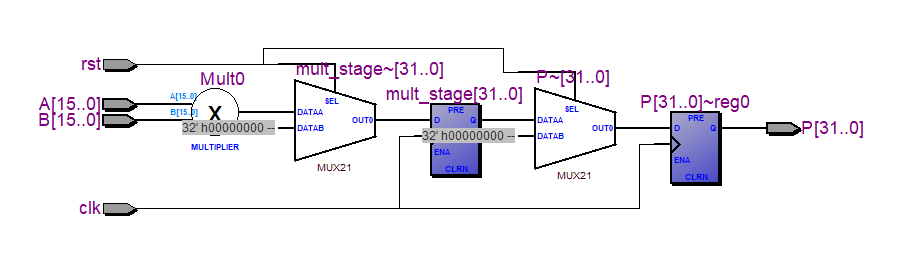 rst
mult_stage~[31..0]
P~[31..0]
Mult0
SEL
SEL
mult_stage[31..0]
P[31..0]~reg0
A[15..0]
A[15..0]
B[15..0]
B[15..0]
X
32' h00000000 --
MULTIPLIER
DATAA
DATAB
OUT0
MUX21
PRE
D
Q
32' h00000000 --
ENA
CLRN
DATAA
DATAB
OUT0
MUX21
PRE
D
Q
ENA
CLRN
P[31..0]
clk